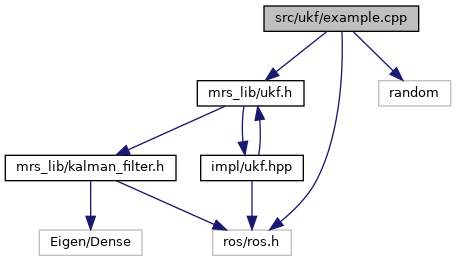 src/ukf/example.cpp
mrs_lib/ukf.h
random
mrs_lib/kalman_filter.h
impl/ukf.hpp
Eigen/Dense
ros/ros.h